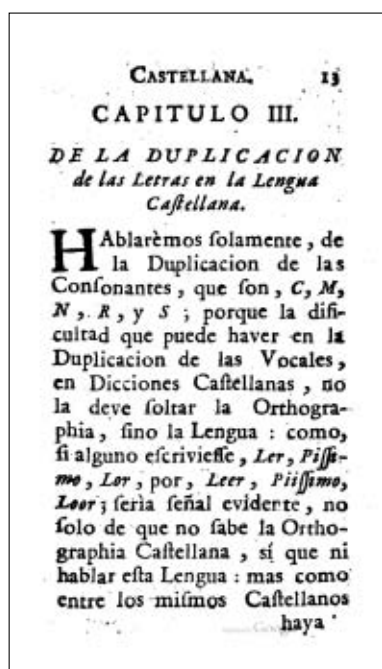 CASTELLANA. 13
CAPITULO III.
DE LA DUPLICACION
de las Letras en la Lengua
Caſtellana.
HAblarèmos ſolamente, de
la Duplicacion de las
Conſonantes, que ſon, C, M,
N, R, y S; porque la difi-
cultad que puede haver en la
Duplicacion de las Vocales,
en Dicciones Caſtellanas, no
la deve ſoltar la Orthogra-
phia, ſino la Lengua: como,
ſi alguno eſcrivieſſe, Ler, Piſſi-
mo, Lor, por, Leer, Piiſſimo,
Loor; ſeria ſeñal evidente, no
ſolo de que no ſabe la Ortho-
graphia Caſtellana, sí que ni
hablar eſta Lengua: mas como
entre los miſmos Caſtellanos
haya